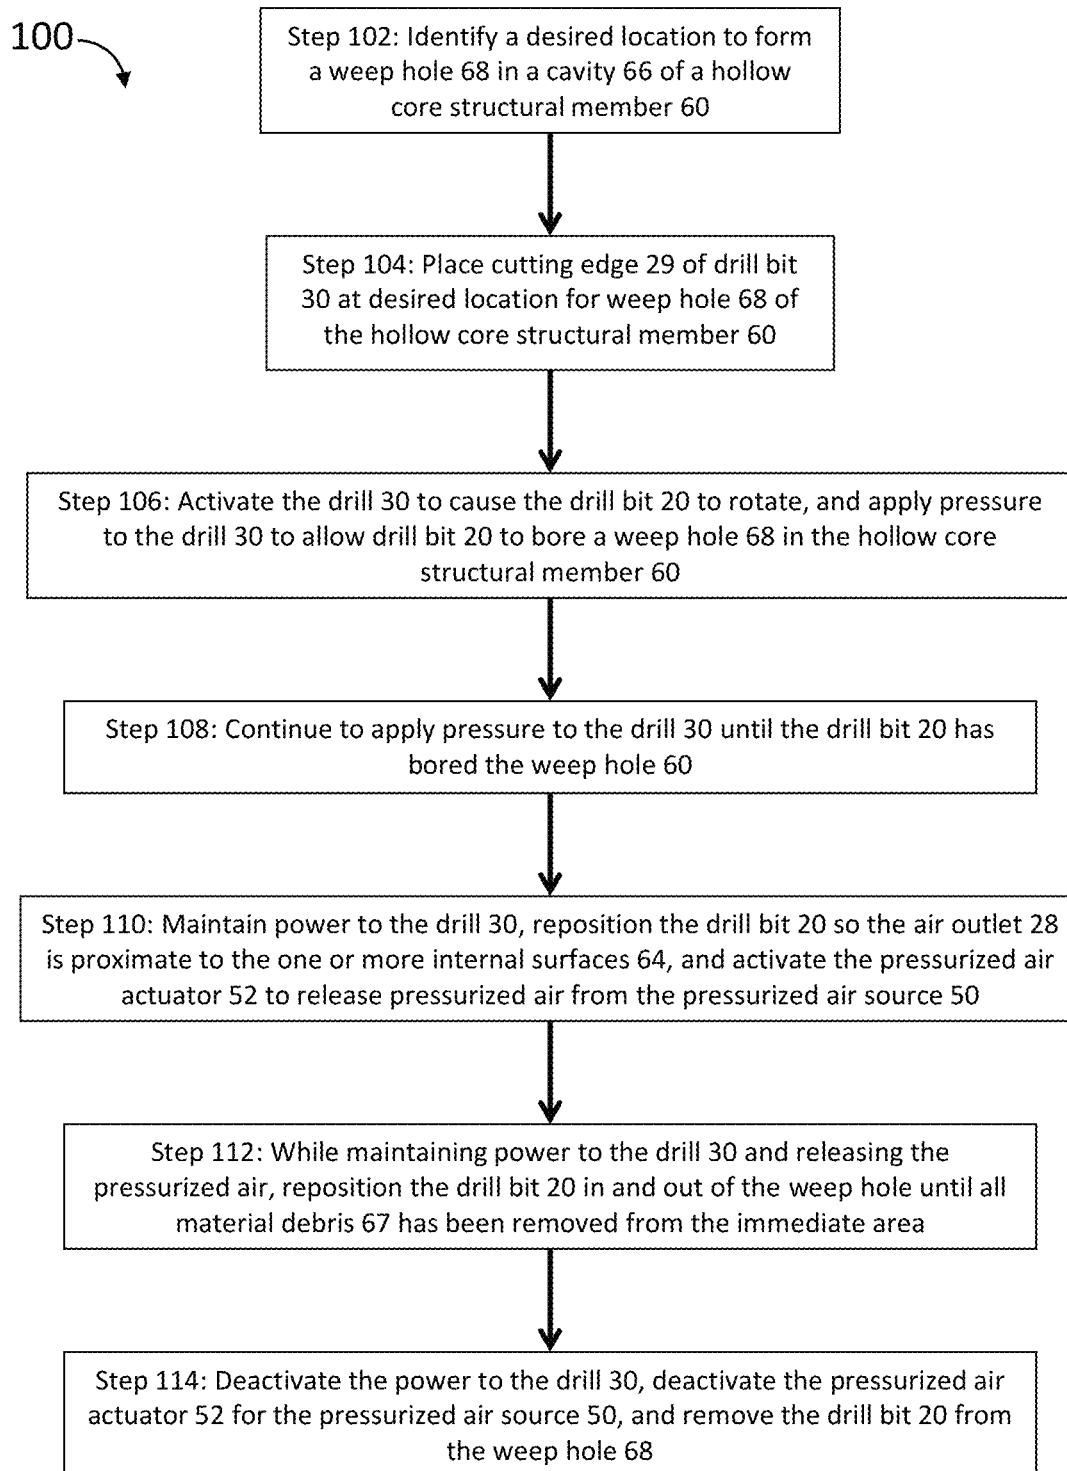 100
Step 102: Identify a desired location to form
a weep hole 68 in a cavity 66 of a hollow
core structural member 60
Step 104: Place cutting edge 29 of drill bit
30 at desired location for weep hole 68 of
the hollow core structural member 60
Step 106: Activate the drill 30 to cause the drill bit 20 to rotate, and apply pressure
to the drill 30 to allow drill bit 20 to bore a weep hole 68 in the hollow core
structural member 60
Step 108: Continue to apply pressure to the drill 30 until the drill bit 20 has
bored the weep hole 60
Step 110: Maintain power to the drill 30, reposition the drill bit 20 so the air outlet 28
is proximate to the one or more internal surfaces 64, and activate the pressurized air
actuator 52 to release pressurized air from the pressurized air source 50
Step 112: While maintaining power to the drill 30 and releasing the
pressurized air, reposition the drill bit 20 in and out of the weep hole until all
material debris 67 has been removed from the immediate area
Step 114: Deactivate the power to the drill 30, deactivate the pressurized air
actuator 52 for the pressurized air source 50, and remove the drill bit 20 from
the weep hole 68